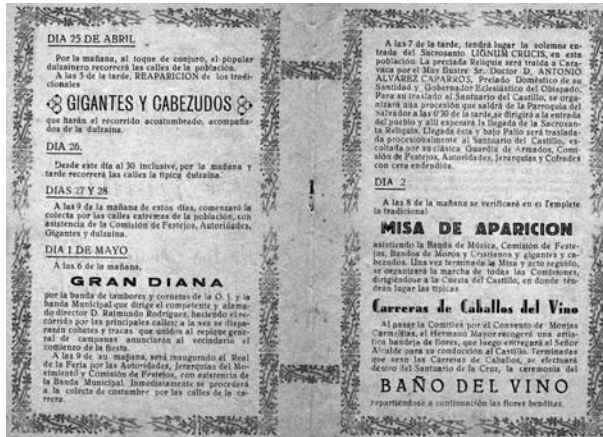 DIA 25 DE ABRIL
Por la mañana, al toque de conjuro, el popular
dulzainero recorrerá las calles de la población.
A las 5 de la tarde, REAPARICION de los tradi-
cionales
GIGANTES Y CABEZUDOS
que harán el recorrido acostumbrado, acompaña-
dos de la dulzaina.
DIA 26,
Desde este día al 30 inclusive, por la mañana y
tarde recorrerá las calles la típica dulzaina.
DIAS 27 Y 28
A las 9 de la mañana de estos días, comenzará la
colecta por las calles extremas de la población, con
asistencia de la Comisión de Festejos, Autoridades,
Gigantes y dulzaina.
DIA 1 DE MAYO
A las 6 de la mañana,
GRAN DIANA
por la banda de tambores y cornetas de la O. J. y la
banda Municipal que dirige el competente y afama-
do director D. Raimundo Rodríguez, haciendo el re-
corrido por las principales calles; a la vez se dispa-
rarán cohetes y tracas que unidos al repique gene-
ral de campanas anunciarán al vecindario el
comienzo de la fiesta.
A las 9 de su mañana, será inaugurado el Real
de la Feria por las Autoridades, Jerarquías del Mo-
vimiento y Comisión de Festejos, con asistencia de
la Banda Municipal. Inmediatamente se procederá
a la colecta de costumbre por las calles de la ca-
rrera.
A las 7 de la tarde, tendrá lugar la solemne en-
trada del Sacrosanto LIGNUM CRUCIS, en esta
población. La preciada Reliquia será traída a Cara-
vaca por el Muy Ilustre Sr. Doctor D. ANTONIO
ALVAREZ CAPARROS, Prelado Doméstico de su
Santidad y Gobernador Eclesiástico del Obispado.
Para su traslado al Santuario del Castillo, se orga-
nizará una procesión que saldrá de la Parroquia del
Salvador a las 6'30 de la tarde, se dirigirá a la entrada
del pueblo y allí esperará la llegada de la Sacrosan-
ta Reliquia. Llegada ésta y bajo Palio será traslada-
da procesionalmente al Santuario del Castillo, es-
coltada por su clásica Guardia de Armados, Comi-
sión de Festejos, Autoridades, Jerarquías y Cofrades
con cera endendida.
DIA 2
A las 8 de la mañana se verificará en el Templete
la tradicional
MISA DE APARICION
asistiendo la Banda de Música, Comisión de Feste-
jos, Bandos de Moros y Cristianos y gigantes y ca-
bezudos. Una vez terminada la Misa y acto seguido,
se organizará la marcha de todas las Comisiones,
dirigiéndose a la Cuesta del Castillo, en donde ten-
drán lugar las típicas
Carreras de Caballos del Vino
Al pasar la Comitiva por el Convento de Monjas
Carmelitas, el Hermano Mayor recogerá una artís-
tica bandeja de flores, que luego entregará al Señor
Alcalde para su conducción al Castillo. Terminadas
que sean las Carreras de Caballos, se efectuará
dentro del Santuario de la Cruz, la ceremonia del
BAÑO DEL VINO
repartiéndose a continuación las flores benditas.